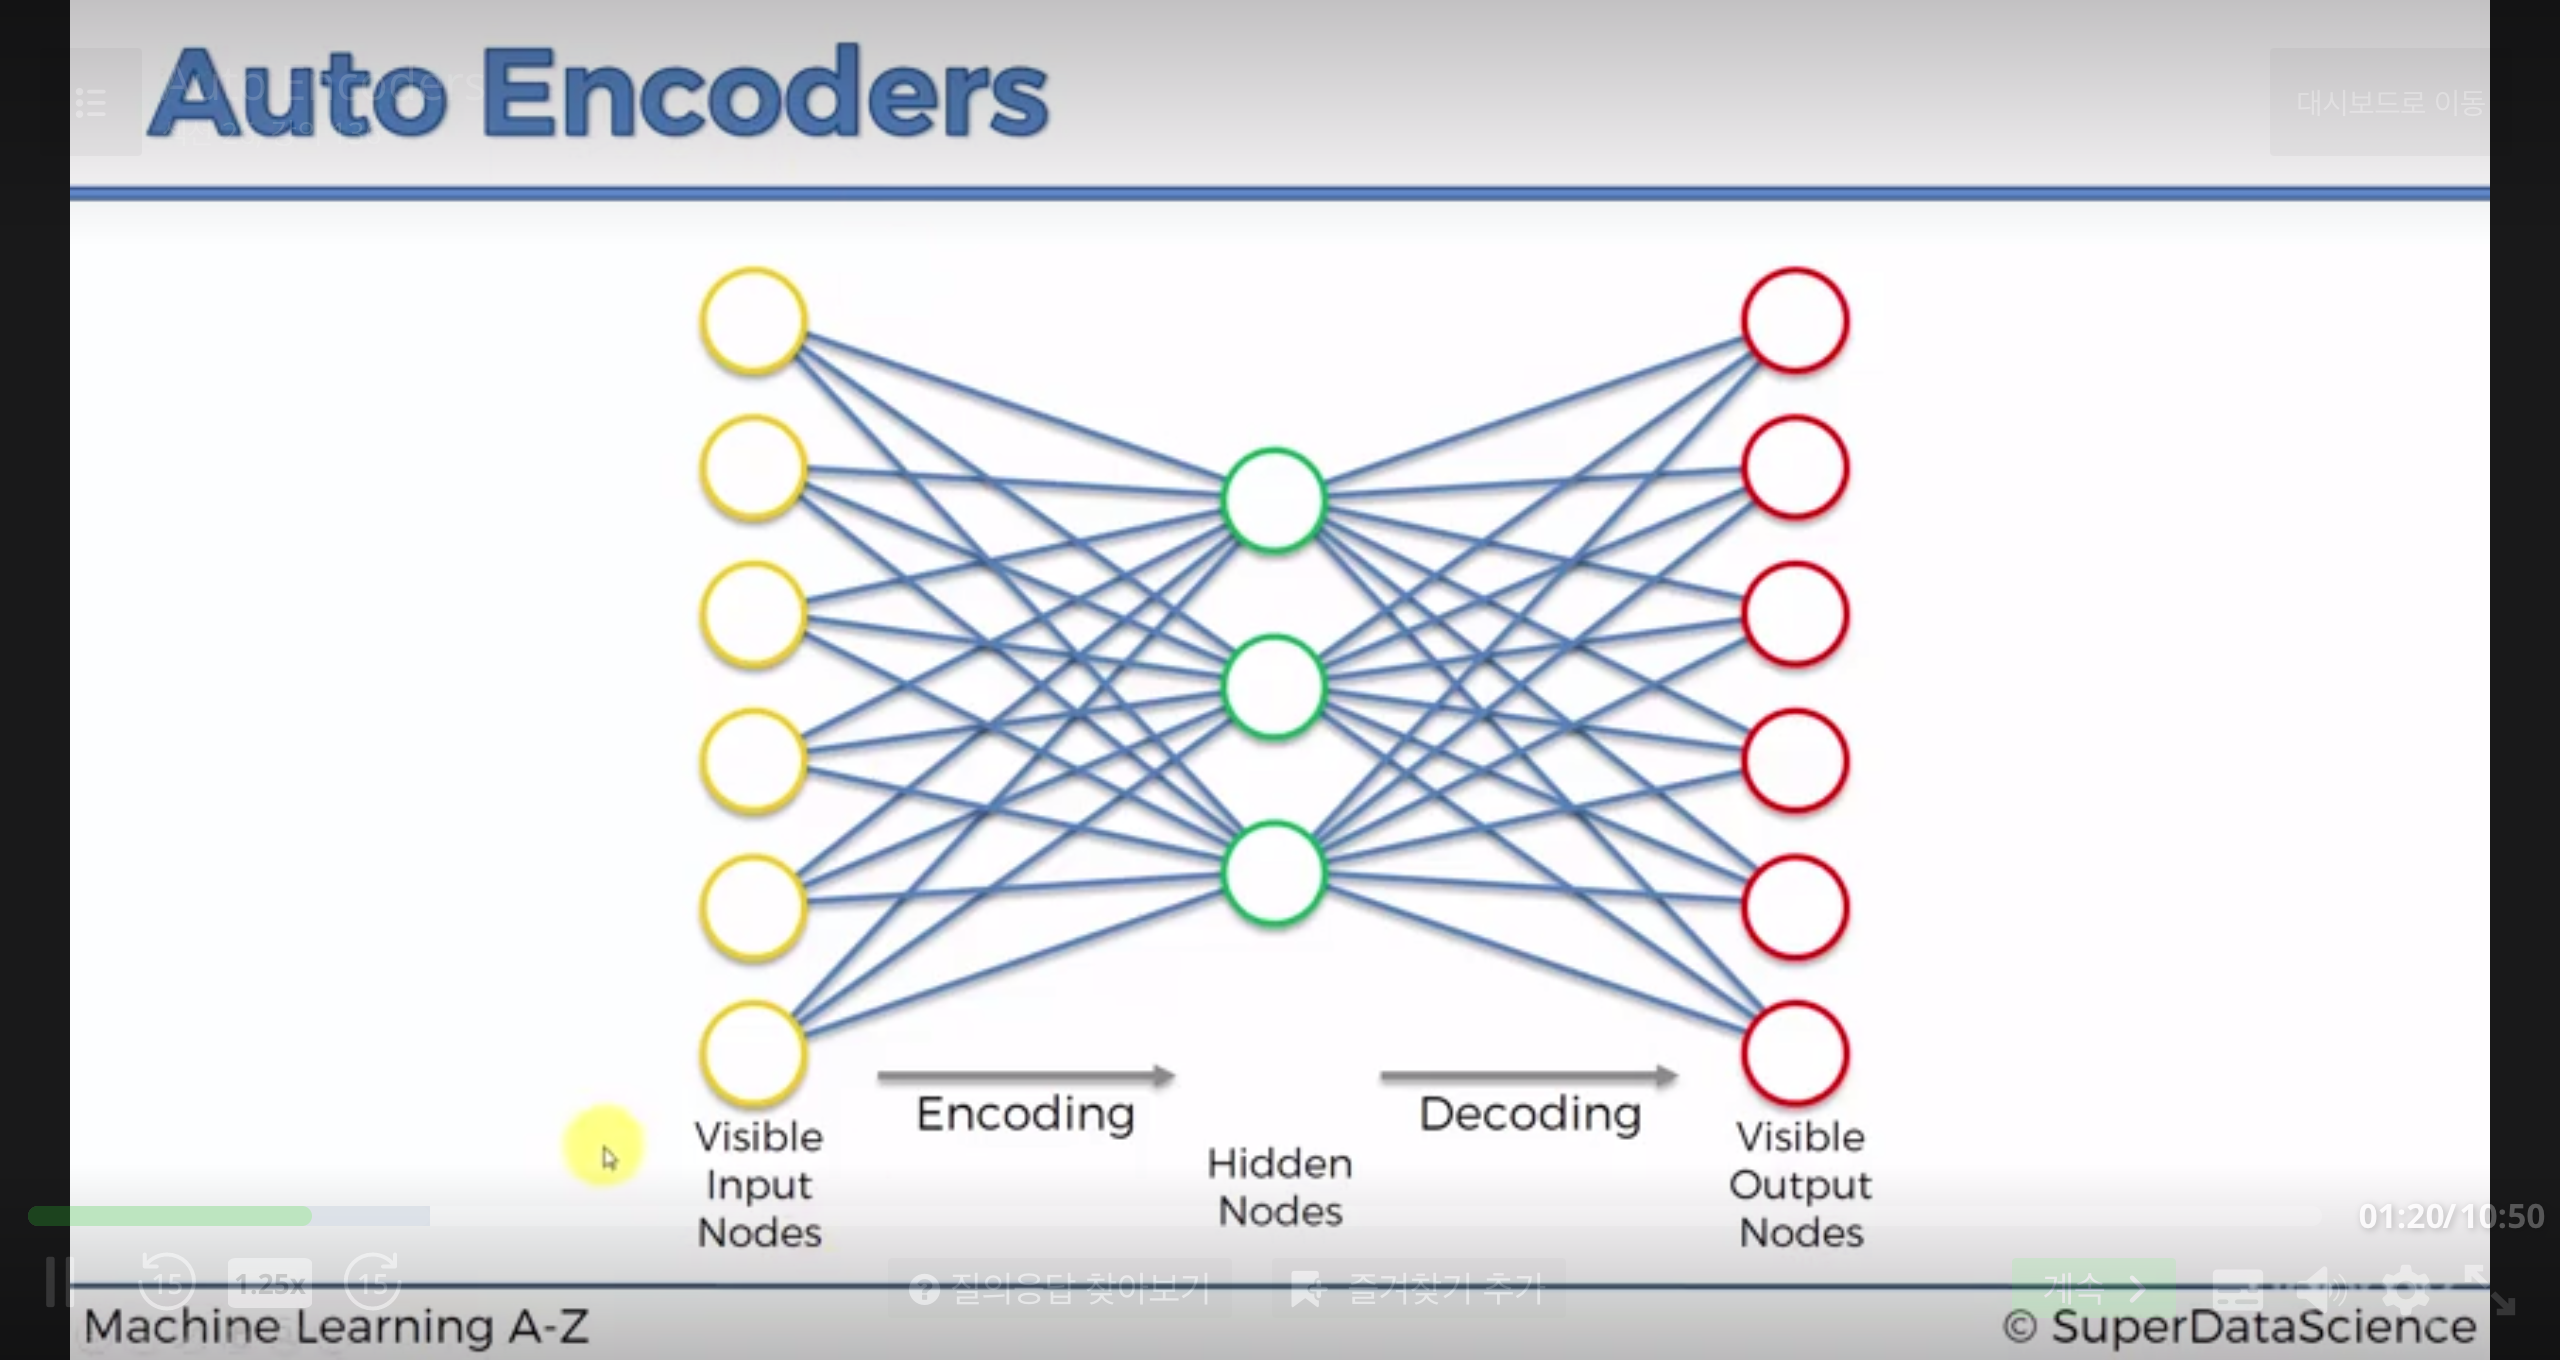 Auto Encoders
Auto Encoders
대시보드로 이동
Encoding
Decoding
Visible
Input
Nodes
Hidden
Nodes
Visible
Output
Nodes
01:20/10:50
15
1.25x
15
질의응답 찾아보기
즐겨찾기 추가
계속
Machine Learning A-Z
© SuperDataScience